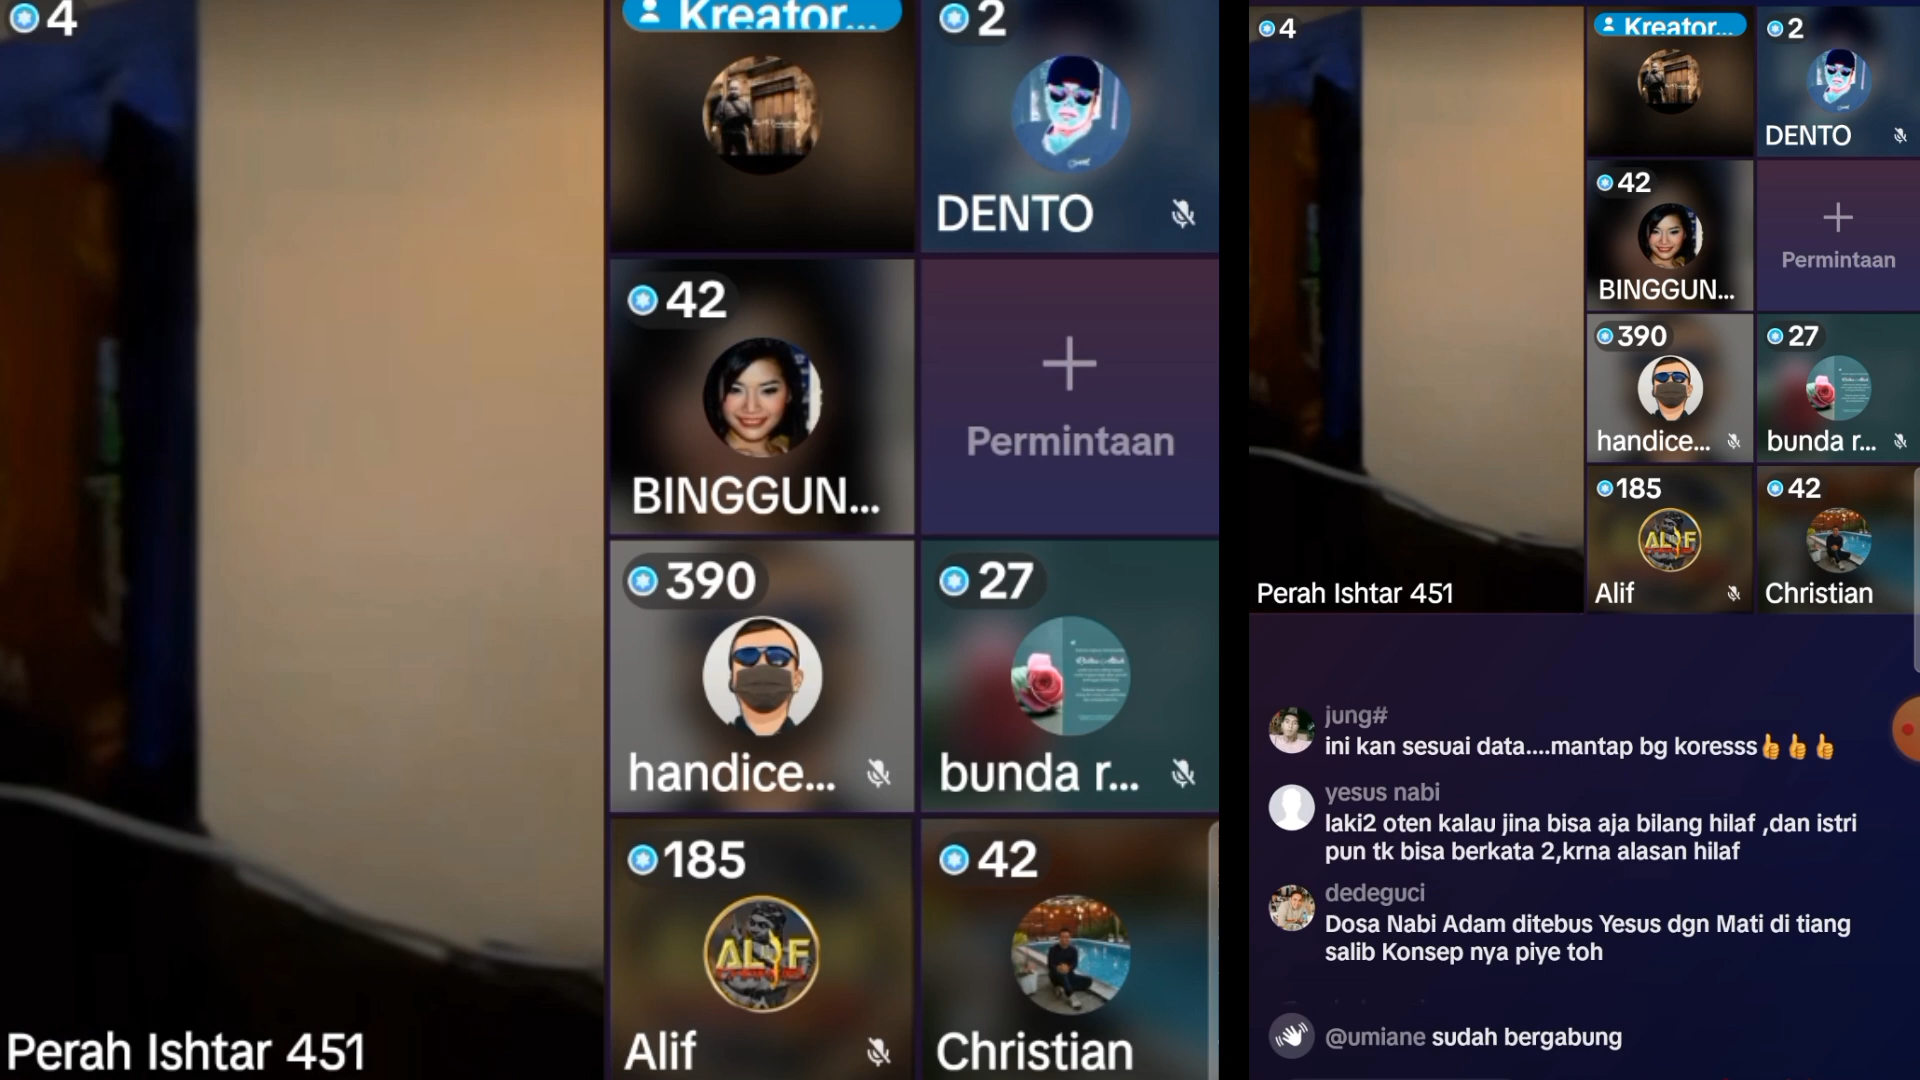 4
Kreator...
2
DENTO
42
BINGGUN...
Permintaan
390
handice...
27
bunda r...
185
ALIF
Alif
42
Christian
Perah Ishtar 451
4
Kreator...
2
DENTO
42
BINGGUN...
Permintaan
390
handice...
27
bunda r...
185
ALIF
Alif
42
Christian
Perah Ishtar 451
jung#
ini kan sesuai data....mantap bg koresss👍👍👍
yesus nabi
laki2 oten kalau jina bisa aja bilang hilaf ,dan istri
pun tk bisa berkata 2,krna alasan hilaf
dedeguci
Dosa Nabi Adam ditebus Yesus dgn Mati di tiang
salib Konsep nya piye toh
@umiane sudah bergabung